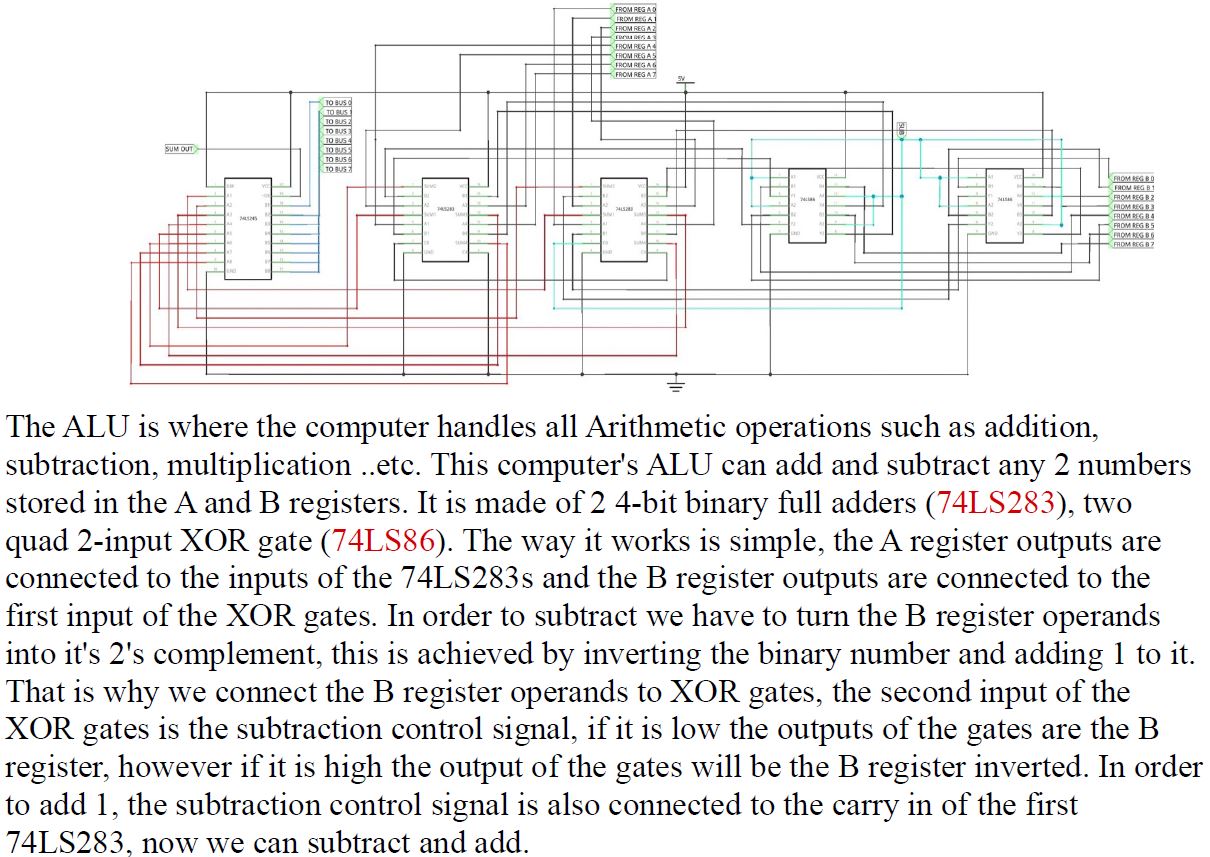 FROM REG A 0
FROM REG A 1
FROM REG A 2
FROM REG A 3
FROM REG A 4
FROM REG A 5
FROM REG A 6
FROM REG A 7
5V
TO BUS 0
TO BUS 1
TO BUS 2
TO BUS 3
TO BUS 4
TO BUS 5
TO BUS 6
TO BUS 7
SUB
SUM OUT
74LS245
74LS283
74LS283
74LS86
74LS86
FROM REG B 0
FROM REG B 1
FROM REG B 2
FROM REG B 3
FROM REG B 4
FROM REG B 5
FROM REG B 6
FROM REG B 7
The ALU is where the computer handles all Arithmetic operations such as addition,
subtraction, multiplication ..etc. This computer's ALU can add and subtract any 2 numbers
stored in the A and B registers. It is made of 2 4-bit binary full adders (74LS283), two
quad 2-input XOR gate (74LS86). The way it works is simple, the A register outputs are
connected to the inputs of the 74LS283s and the B register outputs are connected to the
first input of the XOR gates. In order to subtract we have to turn the B register operands
into it's 2's complement, this is achieved by inverting the binary number and adding 1 to it.
That is why we connect the B register operands to XOR gates, the second input of the
XOR gates is the subtraction control signal, if it is low the outputs of the gates are the B
register, however if it is high the output of the gates will be the B register inverted. In order
to add 1, the subtraction control signal is also connected to the carry in of the first
74LS283, now we can subtract and add.